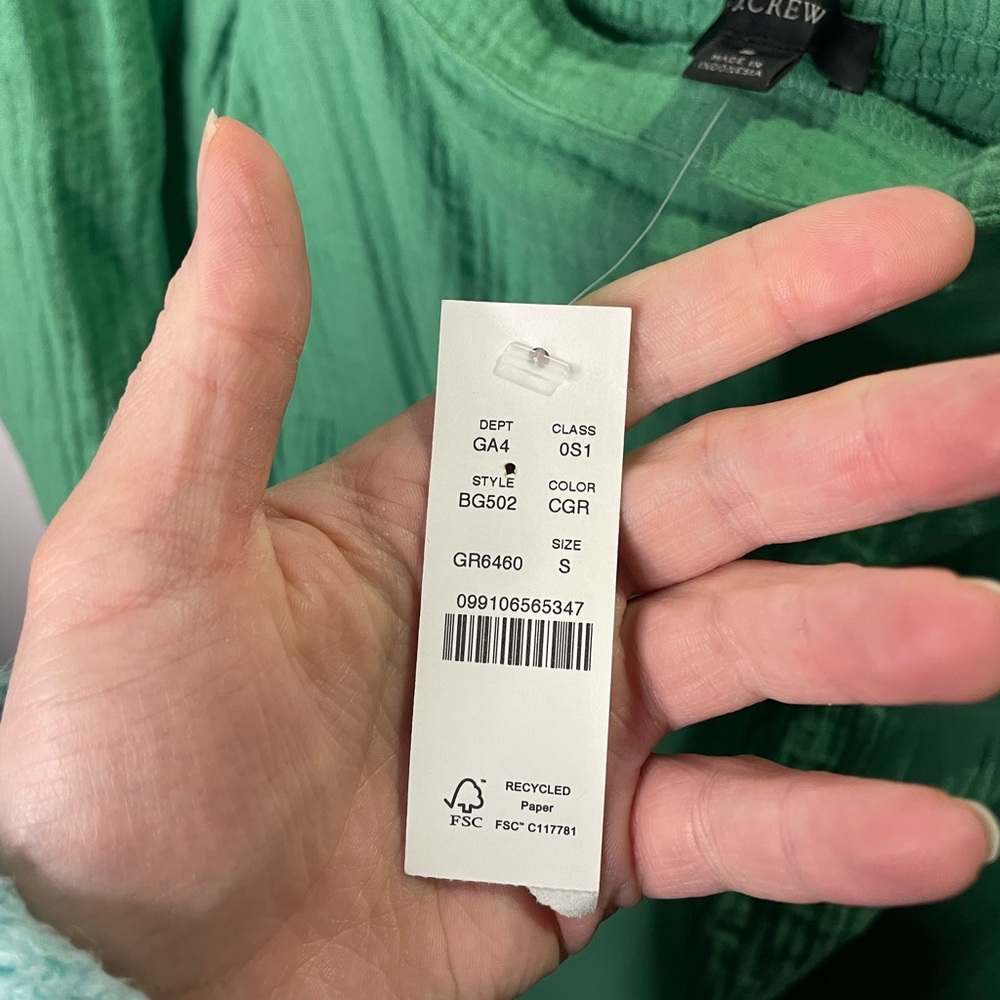 J.CREW
MADE IN
INDONESIA
DEPT CLASS
GA4 0S1
STYLE COLOR
BG502 CGR
SIZE
GR6460 S
099106565347
RECYCLED
Paper
FSC™ C117781
FSC